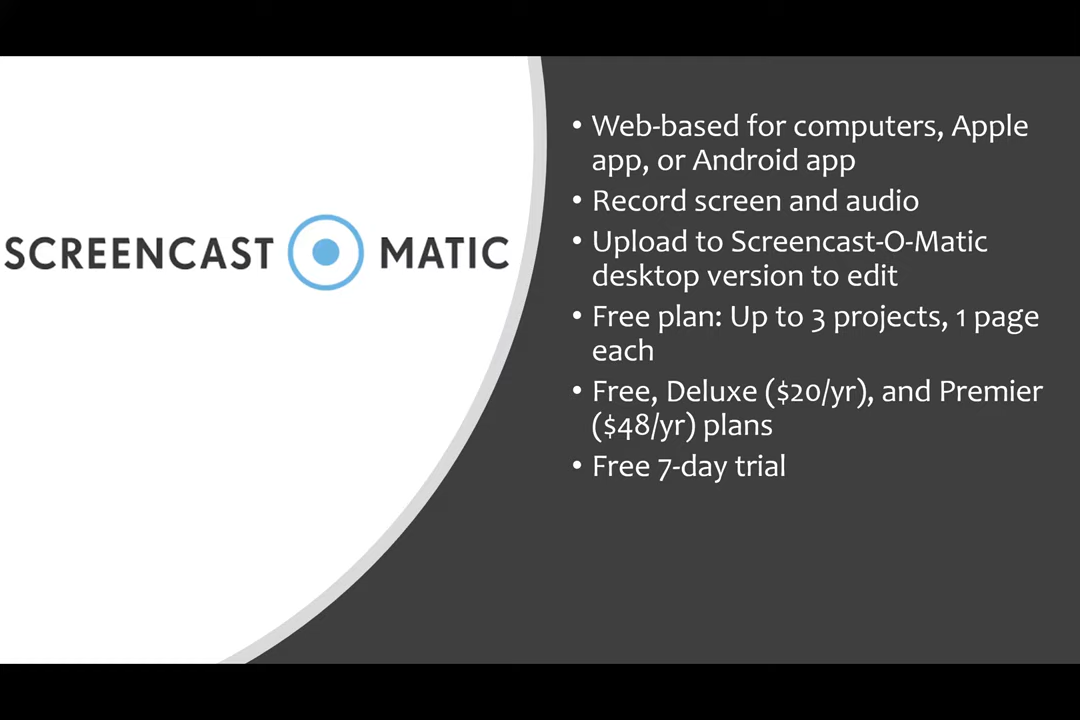 SCREENCAST MATIC
• Web-based for computers, Apple
app, or Android app
• Record screen and audio
• Upload to Screencast-O-Matic
desktop version to edit
• Free plan: Up to 3 projects, 1 page
each
• Free, Deluxe ($20/yr), and Premier
($48/yr) plans
• Free 7-day trial